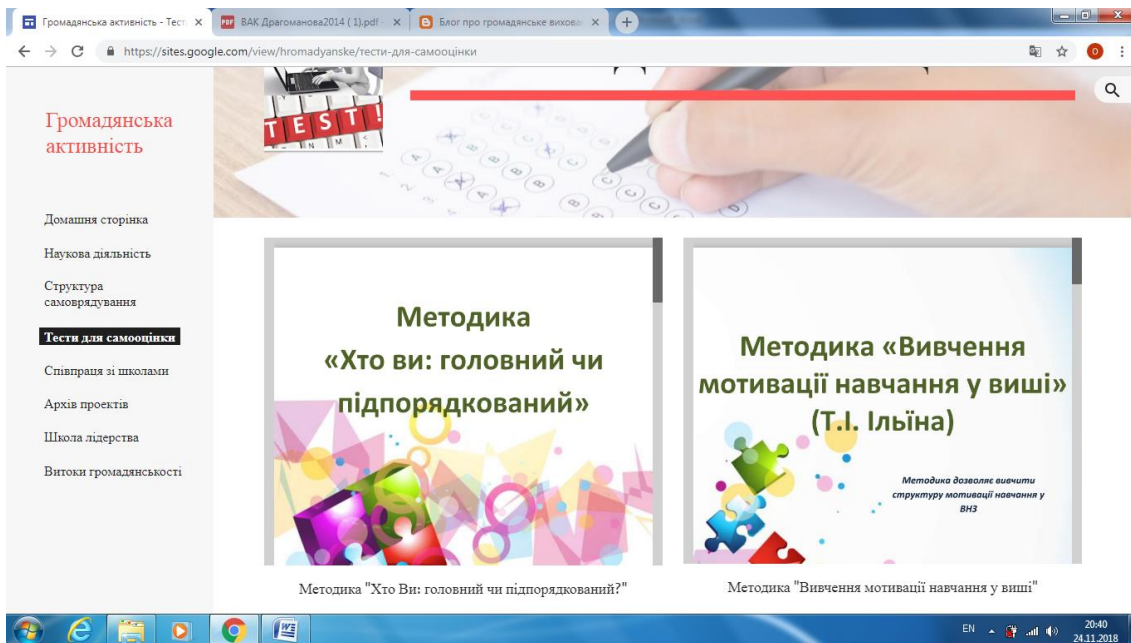 Громадянська активність - Тест
ВАК Драгоманова2014 ( 1).pdf -
Блог про громадянське вихова
https://sites.google.com/view/hromadyanske/тести-для-самооцінки
Громадянська
активність
Домашня сторінка
Наукова діяльність
Структура
самоврядування
Тести для самооцінки
Співпраця зі школами
Архів проектів
Школа лідерства
Витоки громадянськості
TEST!
Методика
«Хто ви: головний чи
підпорядкований»
Методика "Хто Ви: головний чи підпорядкований?"
Методика «Вивчення
мотивації навчання у виші»
(Т.І. Ільїна)
Методика дозволяє вивчити
структуру мотивації навчання у
ВНЗ
Методика "Вивчення мотивації навчання у виші"
EN
20:40
24.11.2018